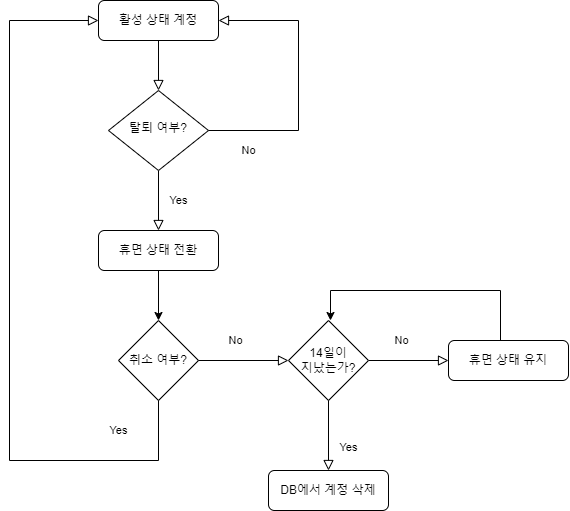 활성 상태 계정
탈퇴 여부?
No
Yes
휴면 상태 전환
취소 여부?
No
14일이
지났는가?
No
휴면 상태 유지
Yes
Yes
DB에서 계정 삭제